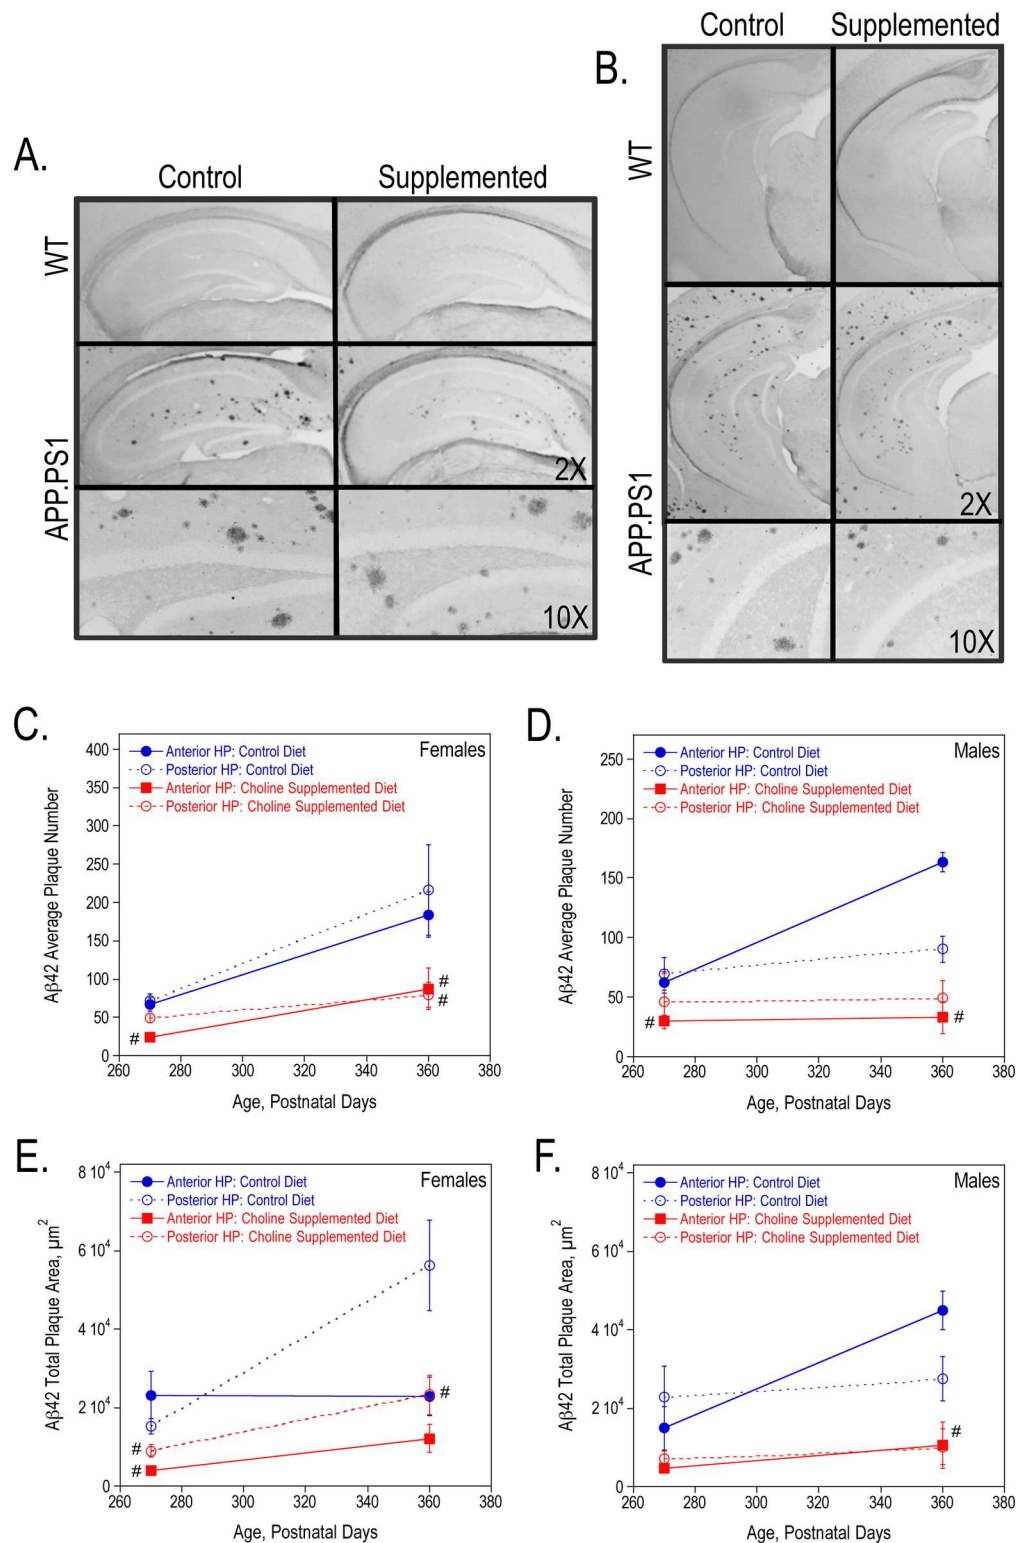 Control Supplemented
B.
WT
A.
Control Supplemented
WT
APP.PS1
2X
10X
APP.PS1
2X
10X
C.
Females
Anterior HP: Control Diet
Posterior HP: Control Diet
Anterior HP: Choline Supplemented Diet
Posterior HP: Choline Supplemented Diet
Aβ42 Average Plaque Number
400
350
300
250
200
150
100
50
0
#
#
#
260 280 300 320 340 360 380
Age, Postnatal Days
D.
Males
Anterior HP: Control Diet
Posterior HP: Control Diet
Anterior HP: Choline Supplemented Diet
Posterior HP: Choline Supplemented Diet
Aβ42 Average Plaque Number
250
200
150
100
50
0
#
#
260 280 300 320 340 360 380
Age, Postnatal Days
E.
Females
Anterior HP: Control Diet
Posterior HP: Control Diet
Anterior HP: Choline Supplemented Diet
Posterior HP: Choline Supplemented Diet
Aβ42 Total Plaque Area, µm²
8 10⁴
6 10⁴
4 10⁴
2 10⁴
0
#
#
#
260 280 300 320 340 360 380
Age, Postnatal Days
F.
Males
Anterior HP: Control Diet
Posterior HP: Control Diet
Anterior HP: Choline Supplemented Diet
Posterior HP: Choline Supplemented Diet
Aβ42 Total Plaque Area, µm²
8 10⁴
6 10⁴
4 10⁴
2 10⁴
0
#
260 280 300 320 340 360 380
Age, Postnatal Days